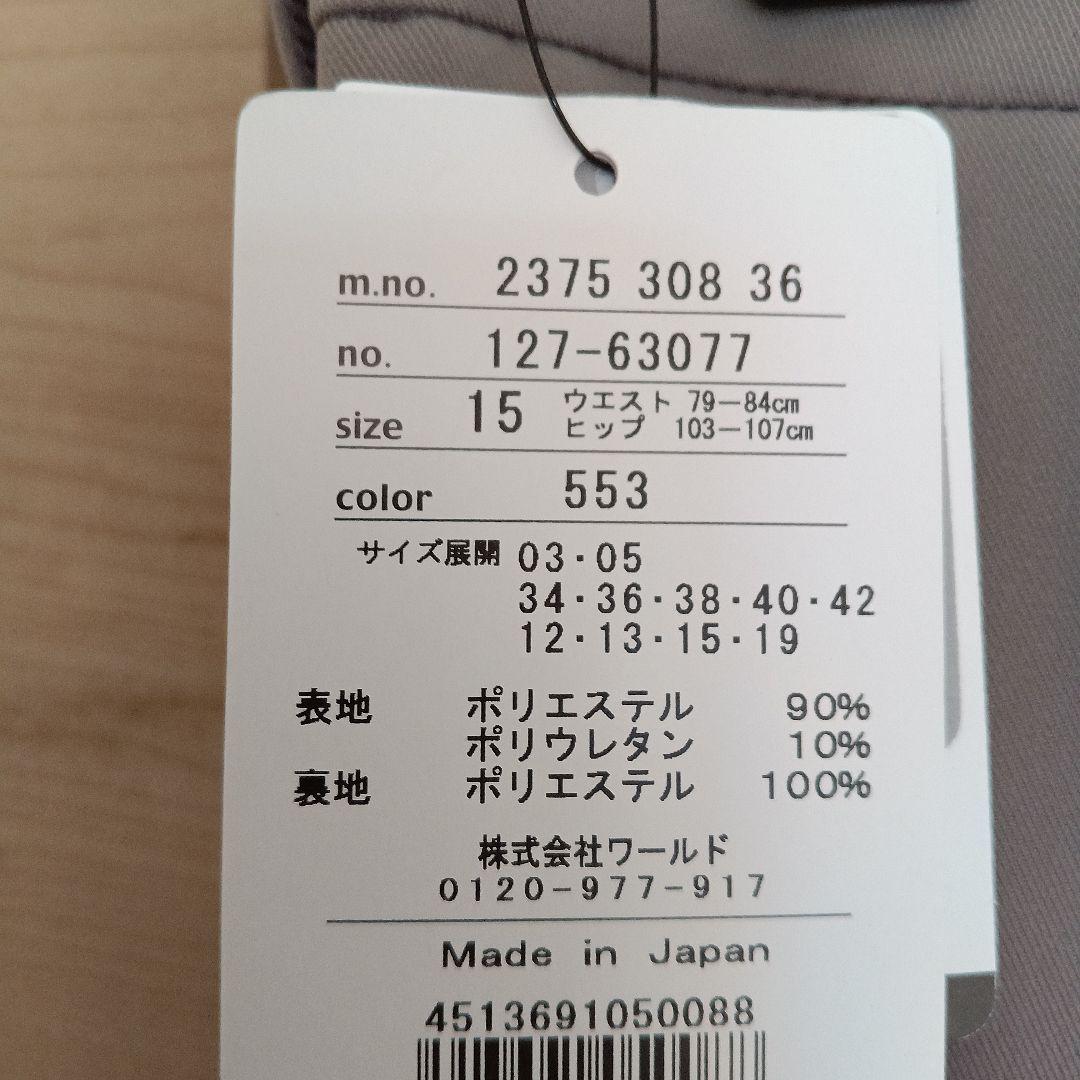 m.no. 2375 308 36
no. 127-63077
size 15 ウエスト 79-84cm
ヒップ 103-107cm
color 553
サイズ展開 03・05
34・36・38・40・42
12・13・15・19
表地 ポリエステル 90%
ポリウレタン 10%
裏地 ポリエステル 100%
株式会社ワールド
0120-977-917
Made in Japan
4513691050088